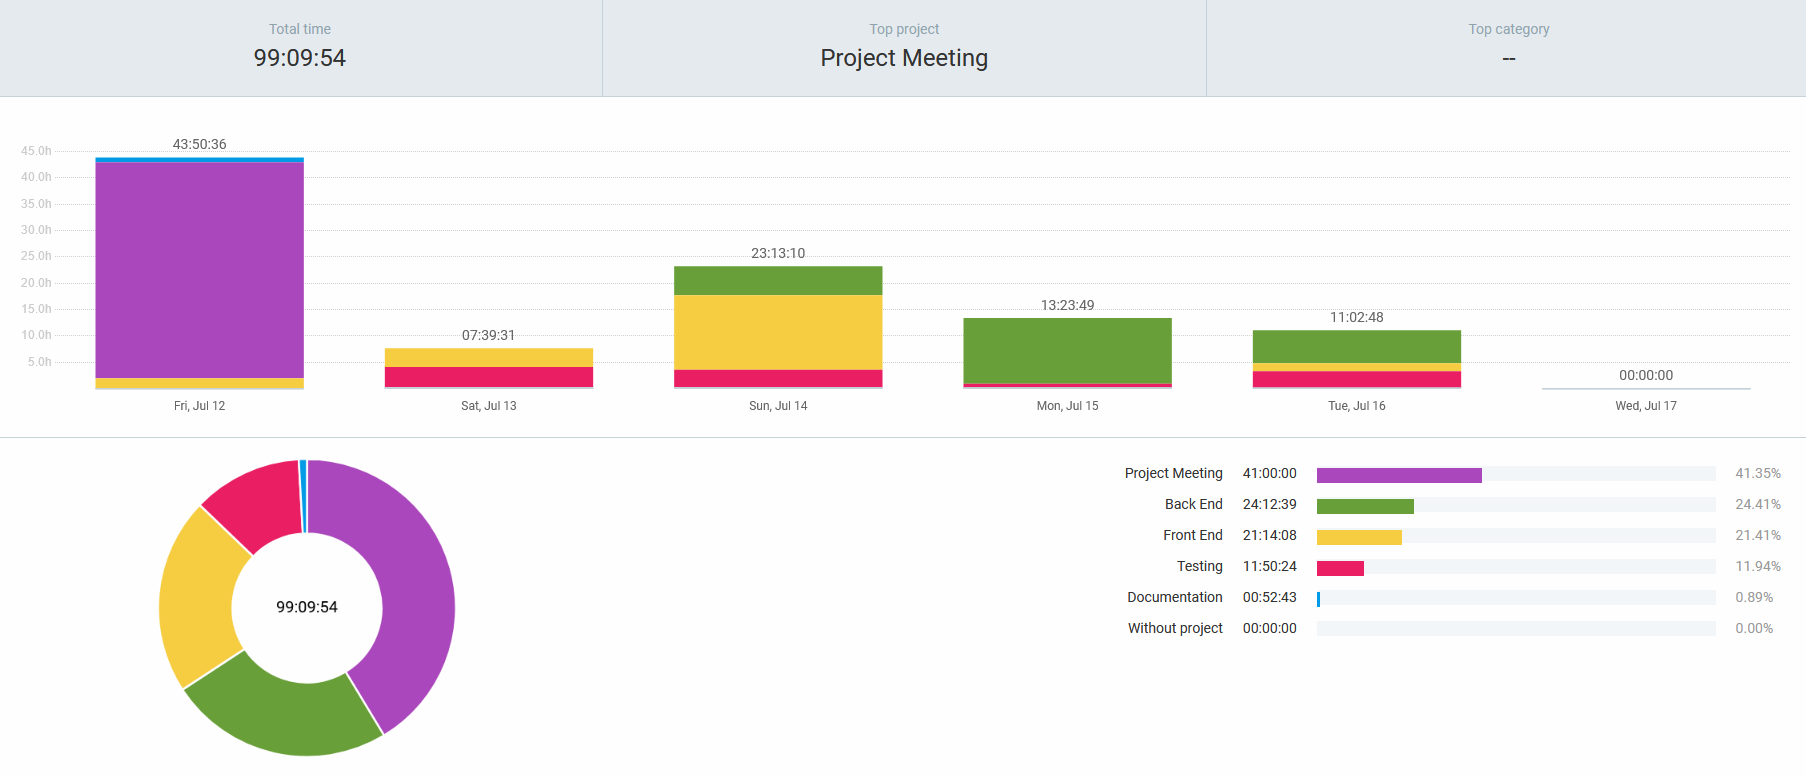 Total time
99:09:54
Top project
Project Meeting
Top category
--
43:50:36
45.0h
40.0h
35.0h
30.0h
25.0h
20.0h
15.0h
10.0h
5.0h
07:39:31
23:13:10
13:23:49
11:02:48
00:00:00
Fri, Jul 12
Sat, Jul 13
Sun, Jul 14
Mon, Jul 15
Tue, Jul 16
Wed, Jul 17
99:09:54
Project Meeting 41:00:00 41.35%
Back End 24:12:39 24.41%
Front End 21:14:08 21.41%
Testing 11:50:24 11.94%
Documentation 00:52:43 0.89%
Without project 00:00:00 0.00%